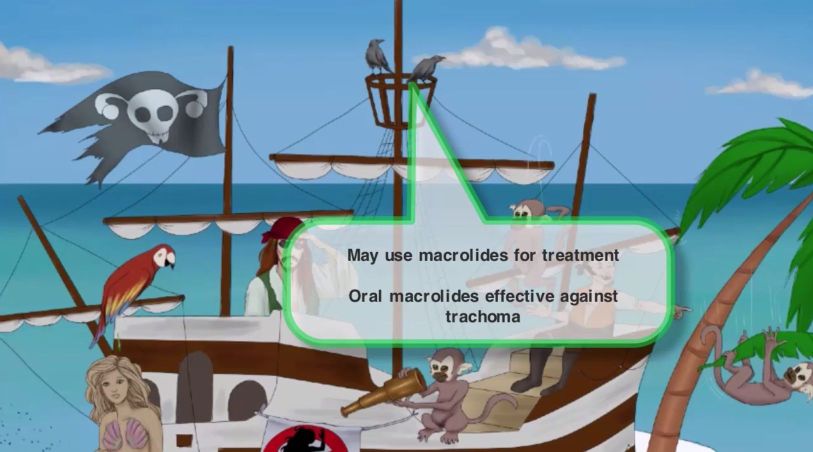 May use macrolides for treatment
Oral macrolides effective against
trachoma